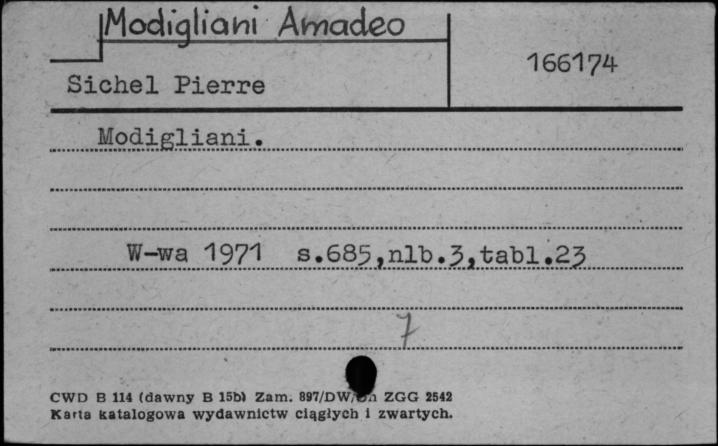 Modigliani Amadeo
166174
Sichel Pierre
Modigliani.
W-wa 1971 s.685,nlb.3,tabl.23
7
CWD B 114 (dawny B 15b) Zam. 897/DW/ ZGG 2542
Karta katalogowa wydawnictw ciągłych i zwartych.